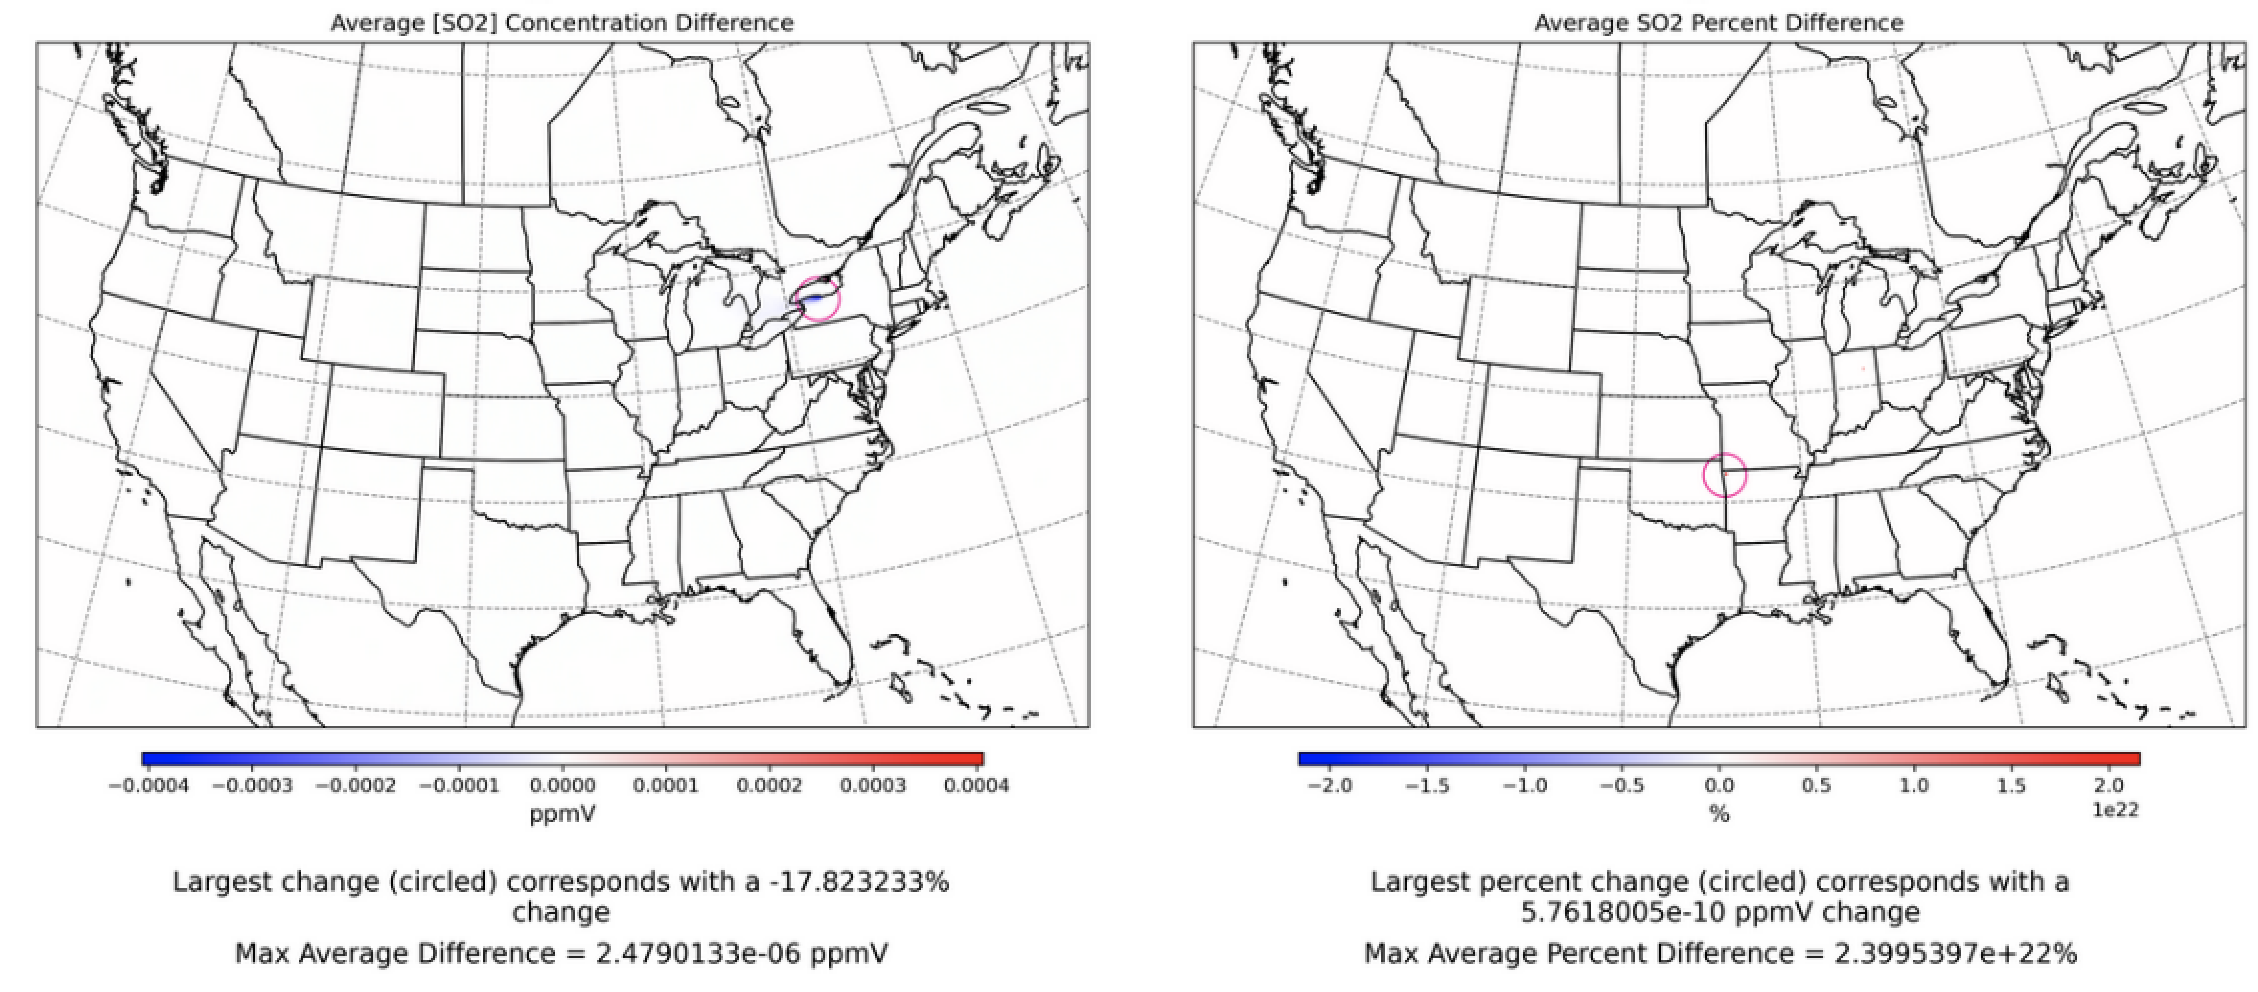 Average [SO2] Concentration Difference
−0.0004 −0.0003 −0.0002 −0.0001 0.0000 0.0001 0.0002 0.0003 0.0004
ppmV
Largest change (circled) corresponds with a -17.823233%
change
Max Average Difference = 2.4790133e-06 ppmV
Average SO2 Percent Difference
−2.0 −1.5 −1.0 −0.5 0.0 0.5 1.0 1.5 2.0
1e22
%
Largest percent change (circled) corresponds with a
5.7618005e-10 ppmV change
Max Average Percent Difference = 2.3995397e+22%